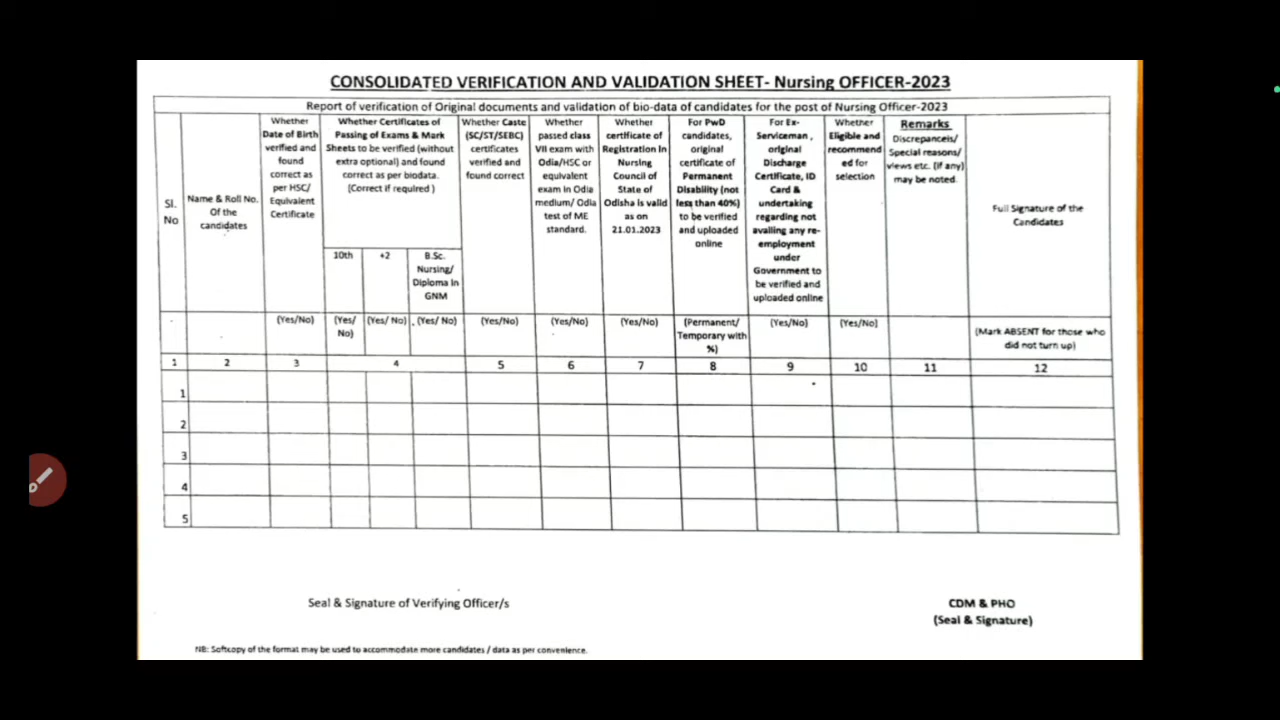 CONSOLIDATED VERIFICATION AND VALIDATION SHEET- Nursing OFFICER-2023
Report of verification of Original documents and validation of bio-data of candidates for the post of Nursing Officer-2023
Sl.
No
Name & Roll No.
Of the
candidates
Whether
Date of Birth
verified and
found
correct as
per HSC/
Equivalent
Certificate
Whether Certificates of
Passing of Exams & Mark
Sheets to be verified (without
extra optional) and found
correct as per biodata.
(Correct if required )
10th
+2
B.Sc.
Nursing/
Diploma in
GNM
Whether Caste
(SC/ST/SEBC)
certificates
verified and
found correct
Whether
passed class
VII exam with
Odia/HSC or
equivalent
exam in Odia
medium/ Odia
test of ME
standard.
Whether
certificate of
Registration in
Nursing
Council of
State of
Odisha is valid
as on
21.01.2023
For PwD
candidates,
original
certificate of
Permanent
Disability (not
less than 40%)
to be verified
and uploaded
online
For Ex-
Serviceman ,
original
Discharge
Certificate, ID
Card &
undertaking
regarding not
availing any re-
employment
under
Government to
be verified and
uploaded online
Whether
Eligible and
recommend
ed for
selection
Remarks
Discrepancies/
Special reasons/
views etc. (if any)
may be noted.
Full Signature of the
Candidates
(Yes/No)
(Yes/
No)
(Yes/ No)
(Yes/ No)
(Yes/No)
(Yes/No)
(Yes/No)
(Permanent/
Temporary with
%)
(Yes/No)
(Yes/No)
(Mark ABSENT for those who
did not turn up)
1 2 3 4 5 6 7 8 9 10 11 12
1
2
3
4
5
Seal & Signature of Verifying Officer/s
CDM & PHO
(Seal & Signature)
NB: Softcopy of the format may be used to accommodate more candidates / data as per convenience.